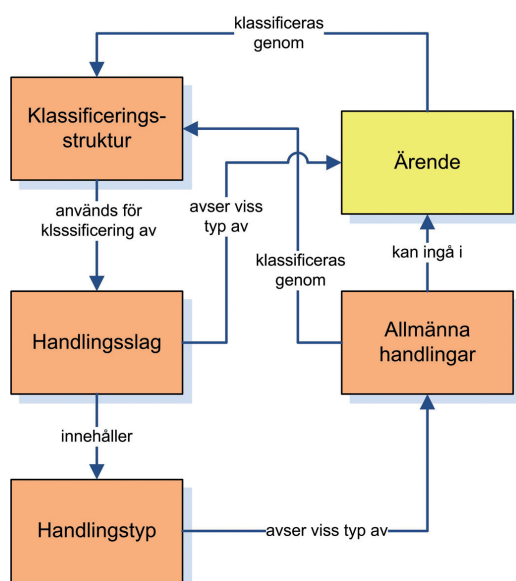 klassificeras
genom
Klassificerings-
struktur
Ärende
används för
klsssificering av
avser viss
typ av
klassificeras
genom
kan ingå i
Handlingsslag
Allmänna
handlingar
innehåller
Handlingstyp
avser viss typ av